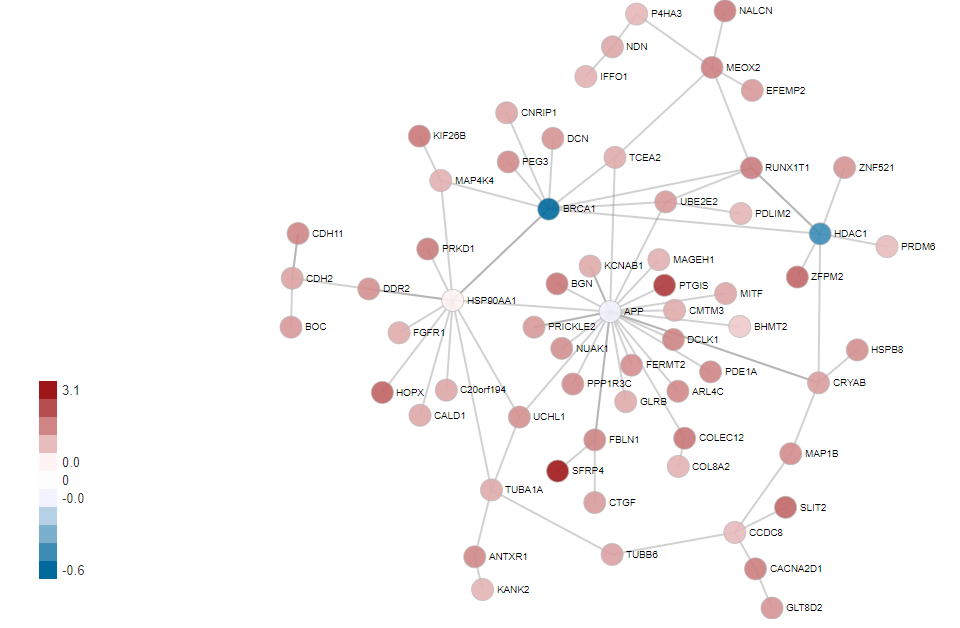 P4HA3
NALCN
NDN
MEOX2
IFFO1
EFEMP2
CNRIP1
KIF26B
DCN
PEG3
TCEA2
RUNX1T1
ZNF521
MAP4K4
BRCA1
UBE2E2
PDLIM2
CDH11
HDAC1
PRDM6
PRKD1
KCNAB1
MAGEH1
CDH2
DDR2
BGN
PTGIS
ZFPM2
HSP90AA1
MITF
APP
CMTM3
BOC
FGFR1
PRICKLE2
BHMT2
DCLK1
NUAK1
HSPB8
FERMT2
PDE1A
3.1
HOPX
C20orf194
PPP1R3C
ARL4C
CRYAB
GLRB
CALD1
UCHL1
FBLN1
COLEC12
MAP1B
0.0
SFRP4
COL8A2
0
TUBA1A
-0.0
CTGF
SLIT2
CCDC8
ANTXR1
TUBB6
-0.6
CACNA2D1
KANK2
GLT8D2